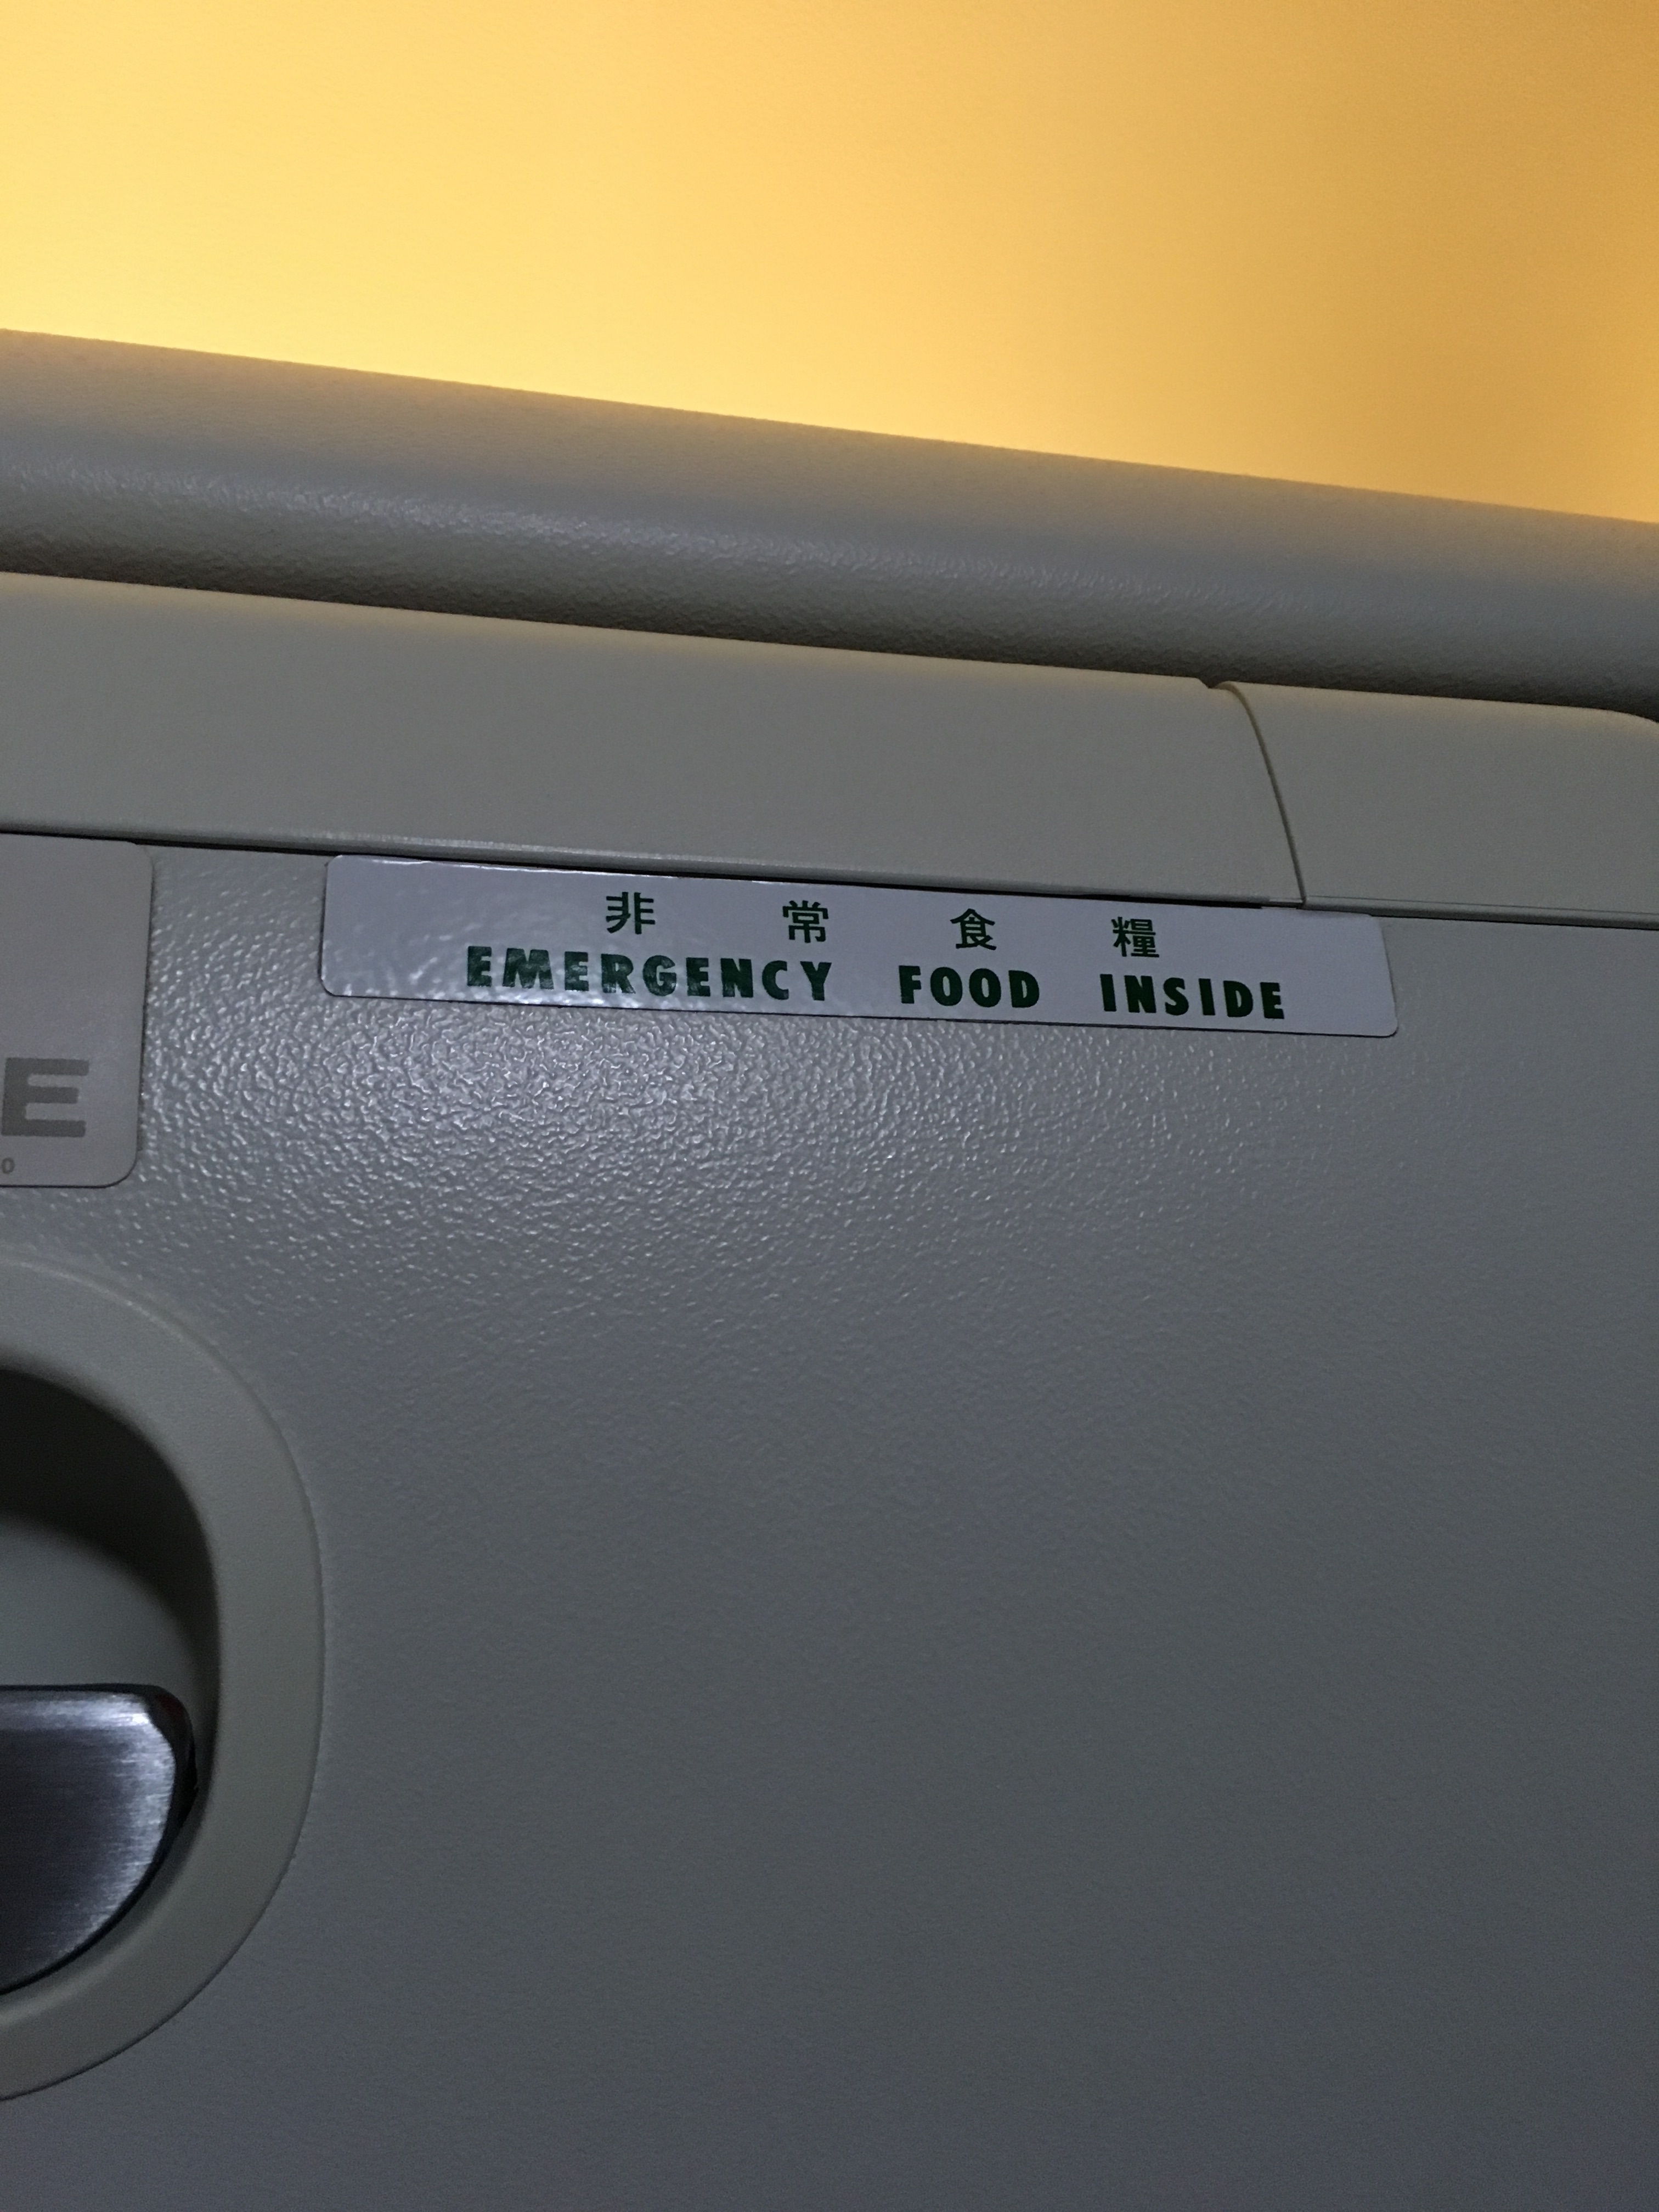 非 常 食 糧
EMERGENCY FOOD INSIDE
E